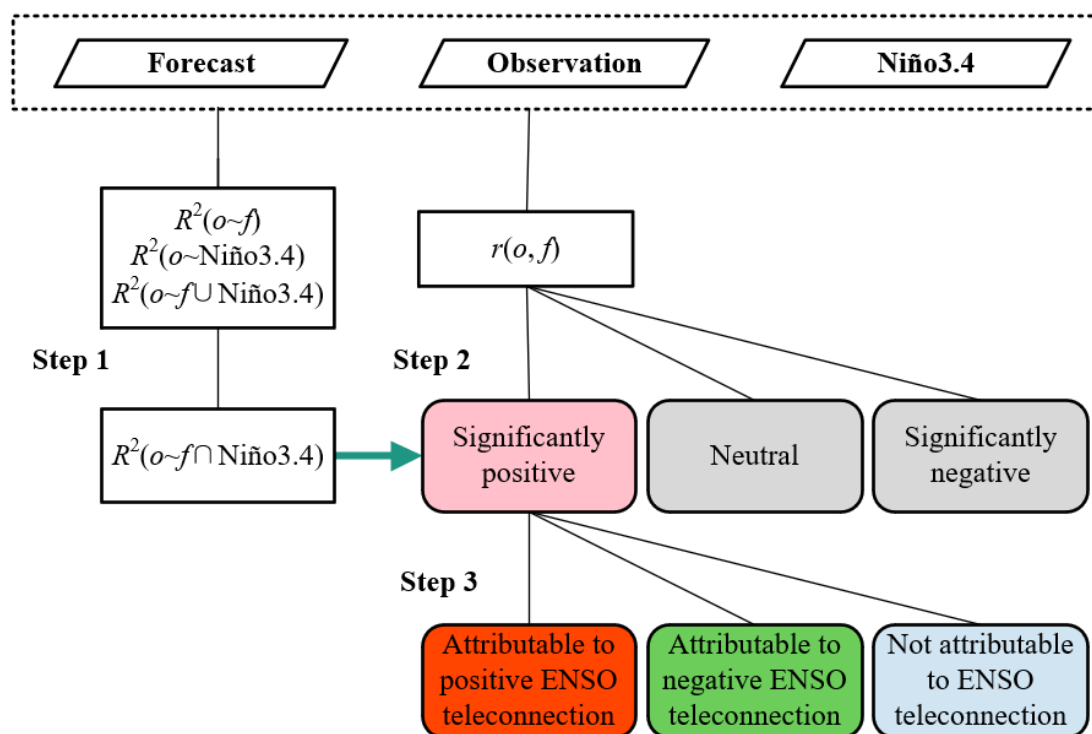 Forecast
Observation
Niño3.4
R²(o~f)
R²(o~Niño3.4)
R²(o~f∪Niño3.4)
r(o, f)
Step 1
Step 2
R²(o~f∩Niño3.4)
Significantly
positive
Neutral
Significantly
negative
Step 3
Attributable to
positive ENSO
teleconnection
Attributable to
negative ENSO
teleconnection
Not attributable
to ENSO
teleconnection